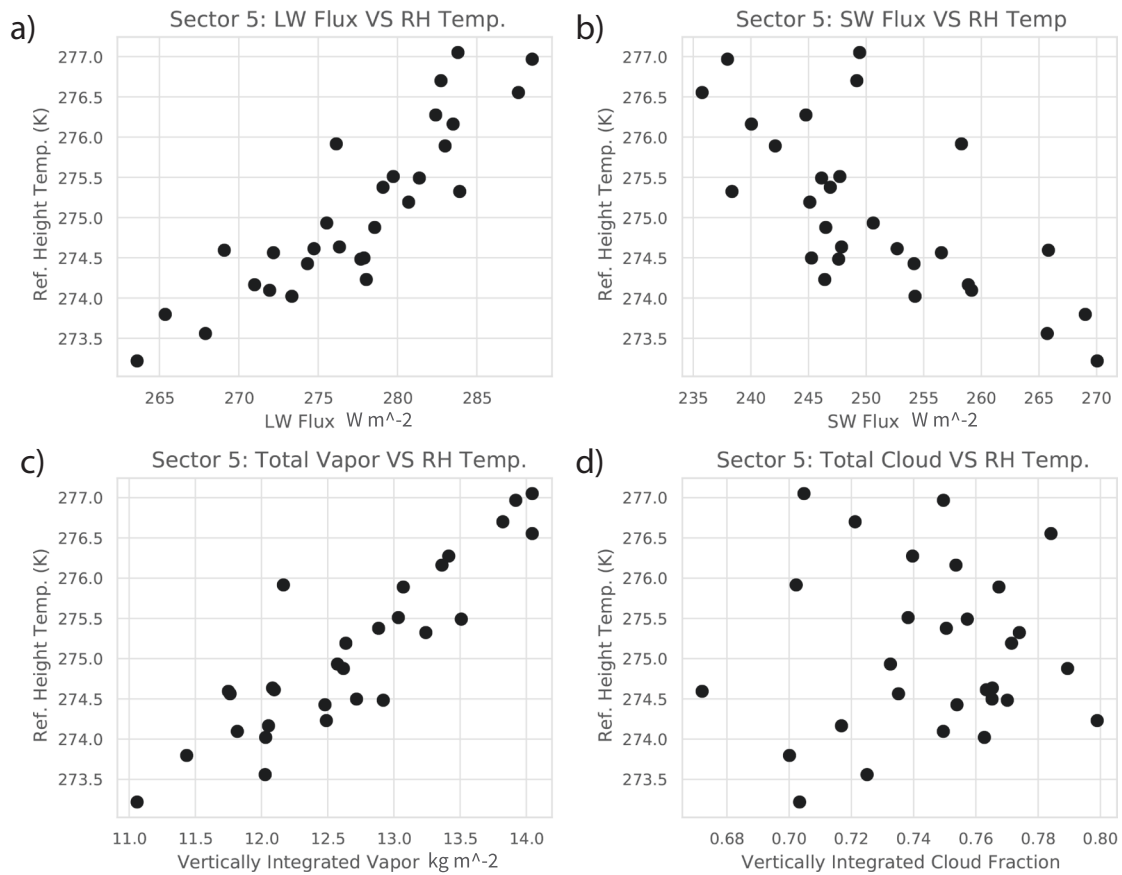 a)
Sector 5: LW Flux VS RH Temp.
277.0
276.5
276.0
275.5
275.0
274.5
274.0
273.5
Ref. Height Temp. (K)
265 270 275 280 285
LW Flux W m^-2
b)
Sector 5: SW Flux VS RH Temp
277.0
276.5
276.0
275.5
275.0
274.5
274.0
273.5
Ref. Height Temp. (K)
235 240 245 250 255 260 265 270
SW Flux W m^-2
c)
Sector 5: Total Vapor VS RH Temp.
277.0
276.5
276.0
275.5
275.0
274.5
274.0
273.5
Ref. Height Temp. (K)
11.0 11.5 12.0 12.5 13.0 13.5 14.0
Vertically Integrated Vapor kg m^-2
d)
Sector 5: Total Cloud VS RH Temp.
277.0
276.5
276.0
275.5
275.0
274.5
274.0
273.5
Ref. Height Temp. (K)
0.68 0.70 0.72 0.74 0.76 0.78 0.80
Vertically Integrated Cloud Fraction